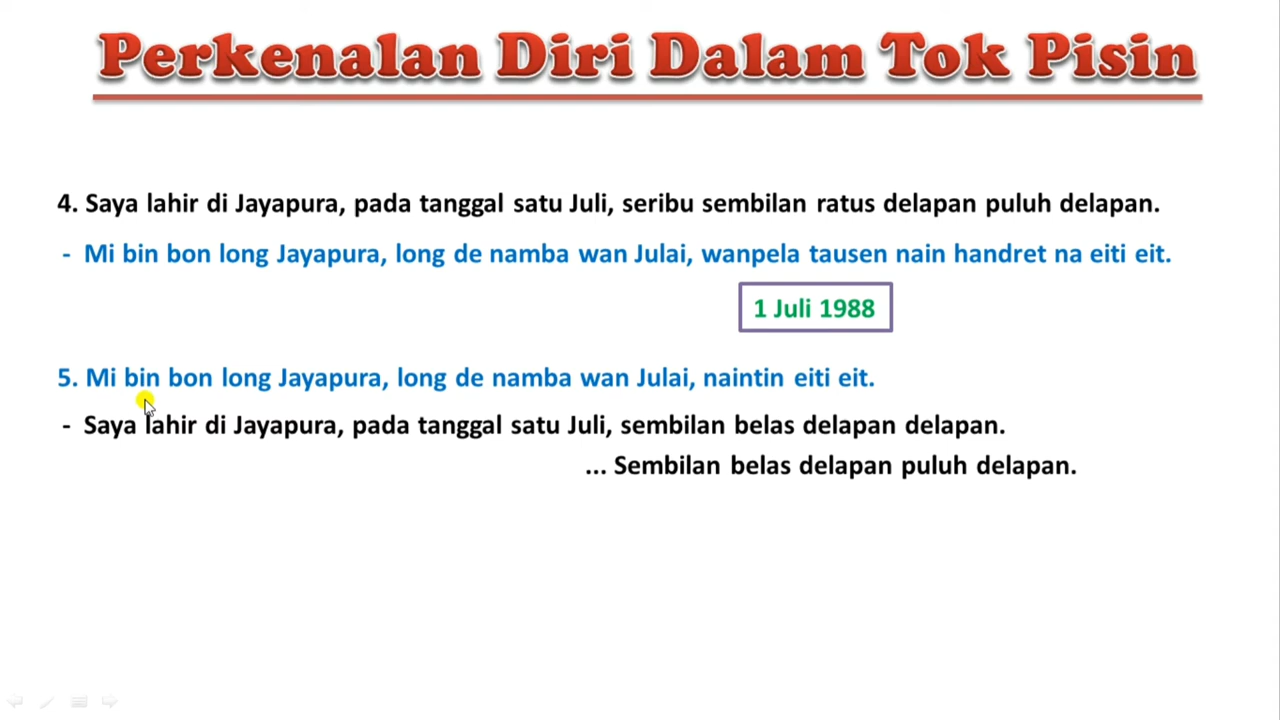 Perkenalan Diri Dalam Tok Pisin
4. Saya lahir di Jayapura, pada tanggal satu Juli, seribu sembilan ratus delapan puluh delapan.
- Mi bin bon long Jayapura, long de namba wan Julai, wanpela tausen nain handret na eiti eit.
1 Juli 1988
5. Mi bin bon long Jayapura, long de namba wan Julai, naintin eiti eit.
- Saya lahir di Jayapura, pada tanggal satu Juli, sembilan belas delapan delapan.
... Sembilan belas delapan puluh delapan.